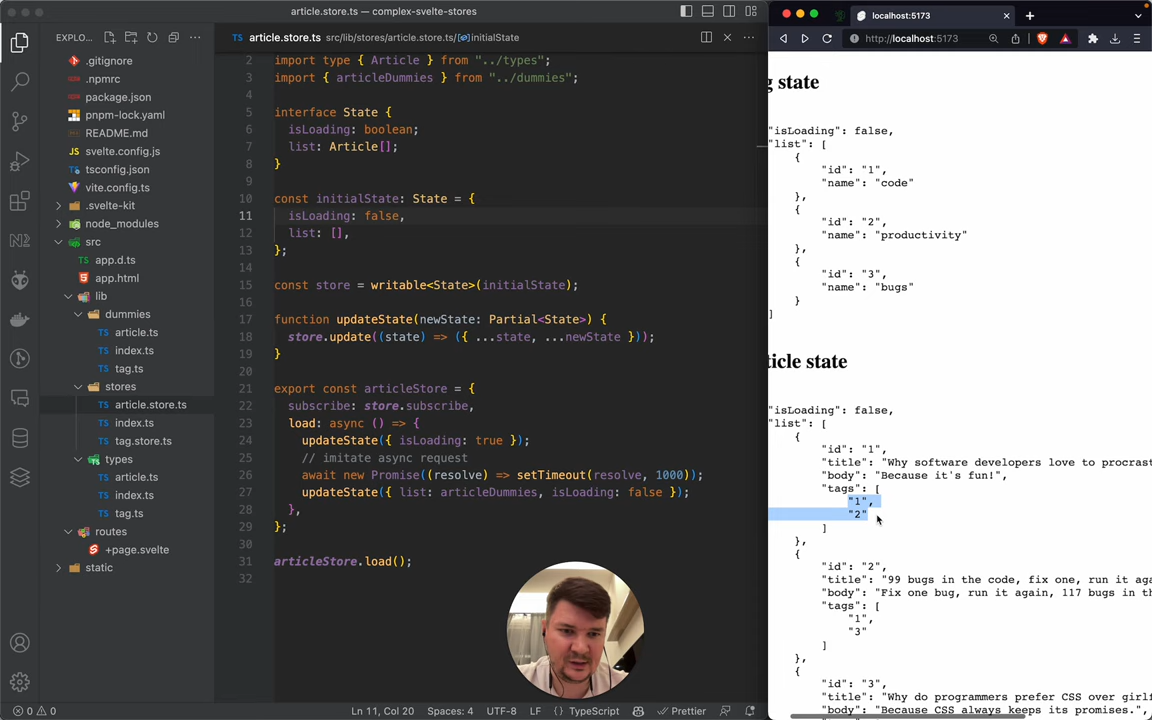 article.store.ts — complex-svelte-stores
EXPLO...
article.store.ts src/lib/stores/article.store.ts/initialState
.gitignore
.npmrc
package.json
pnpm-lock.yaml
README.md
svelte.config.js
tsconfig.json
vite.config.ts
.svelte-kit
node_modules
src
app.d.ts
app.html
lib
dummies
article.ts
index.ts
tag.ts
stores
article.store.ts
index.ts
tag.store.ts
types
article.ts
index.ts
tag.ts
routes
+page.svelte
static
2 import type { Article } from "../types";
3 import { articleDummies } from "../dummies";
4
5 interface State {
6 isLoading: boolean;
7 list: Article[];
8 }
9
10 const initialState: State = {
11 isLoading: false,
12 list: [],
13 };
14
15 const store = writable<State>(initialState);
16
17 function updateState(newState: Partial<State>) {
18 store.update((state) => ({ ...state, ...newState }));
19 }
20
21 export const articleStore = {
22 subscribe: store.subscribe,
23 load: async () => {
24 updateState({ isLoading: true });
25 // imitate async request
26 await new Promise((resolve) => setTimeout(resolve, 1000));
27 updateState({ list: articleDummies, isLoading: false });
28 },
29 };
30
31 articleStore.load();
32
0 0
Ln 11, Col 20 Spaces: 4 UTF-8 LF {} TypeScript Prettier
localhost:5173
http://localhost:5173
g state
"isLoading": false,
"list": [
{
"id": "1",
"name": "code"
},
{
"id": "2",
"name": "productivity"
},
{
"id": "3",
"name": "bugs"
}
]
ticle state
"isLoading": false,
"list": [
{
"id": "1",
"title": "Why software developers love to procrast
"body": "Because it's fun!",
"tags": [
"1",
"2"
]
},
{
"id": "2",
"title": "99 bugs in the code, fix one, run it aga
"body": "Fix one bug, run it again, 117 bugs in th
"tags": [
"1",
"3"
]
},
{
"id": "3",
"title": "Why do programmers prefer CSS over girlf
"body": "Because CSS always keeps its promises.",